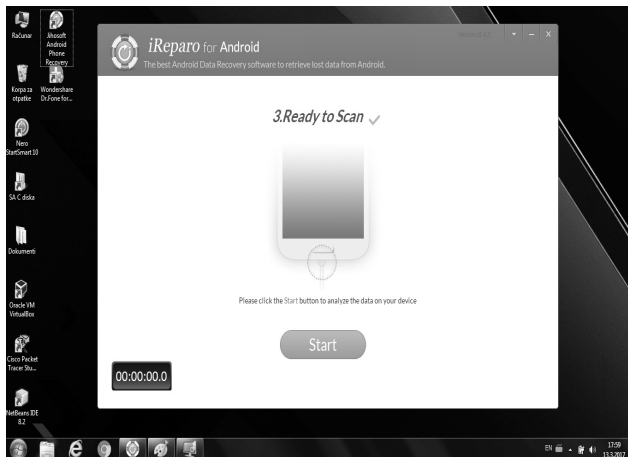 Računar
Jihosoft
Android
Phone
Recovery
Korpa za
otpatke
Wondershare
Dr.Fone for...
Nero
StartSmart 10
SA C diska
Dokumenti
Oracle VM
VirtualBox
Cisco Packet
Tracer Stu...
NetBeans IDE
8.2
iReparo for Android
The best Android Data Recovery software to retrieve lost data from Android.
3.Ready to Scan
Please click the Start button to analyze the data on your device
Start
00:00:00.0
EN
17:59
13.3.2017